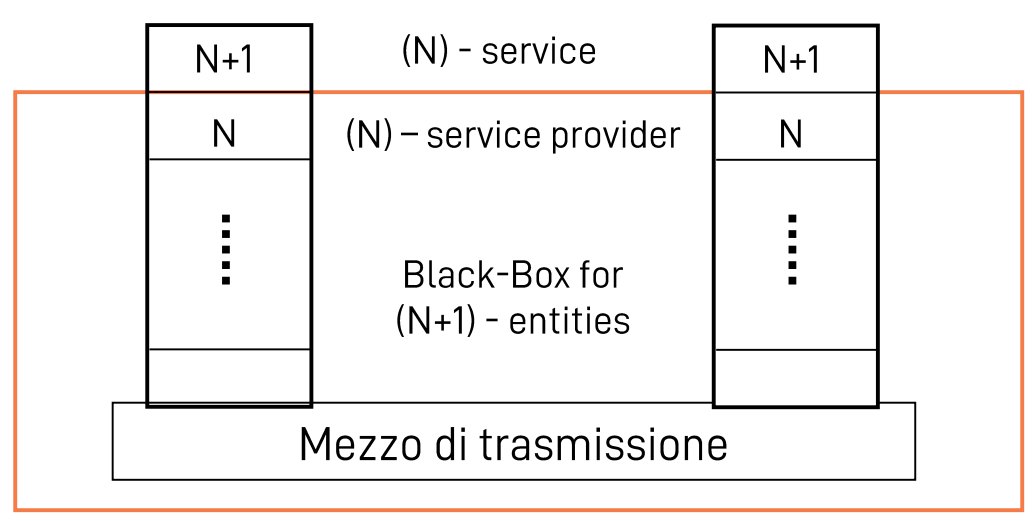 N+1
(N) - service
N+1
N
(N) – service provider
N
Black-Box for
(N+1) - entities
Mezzo di trasmissione